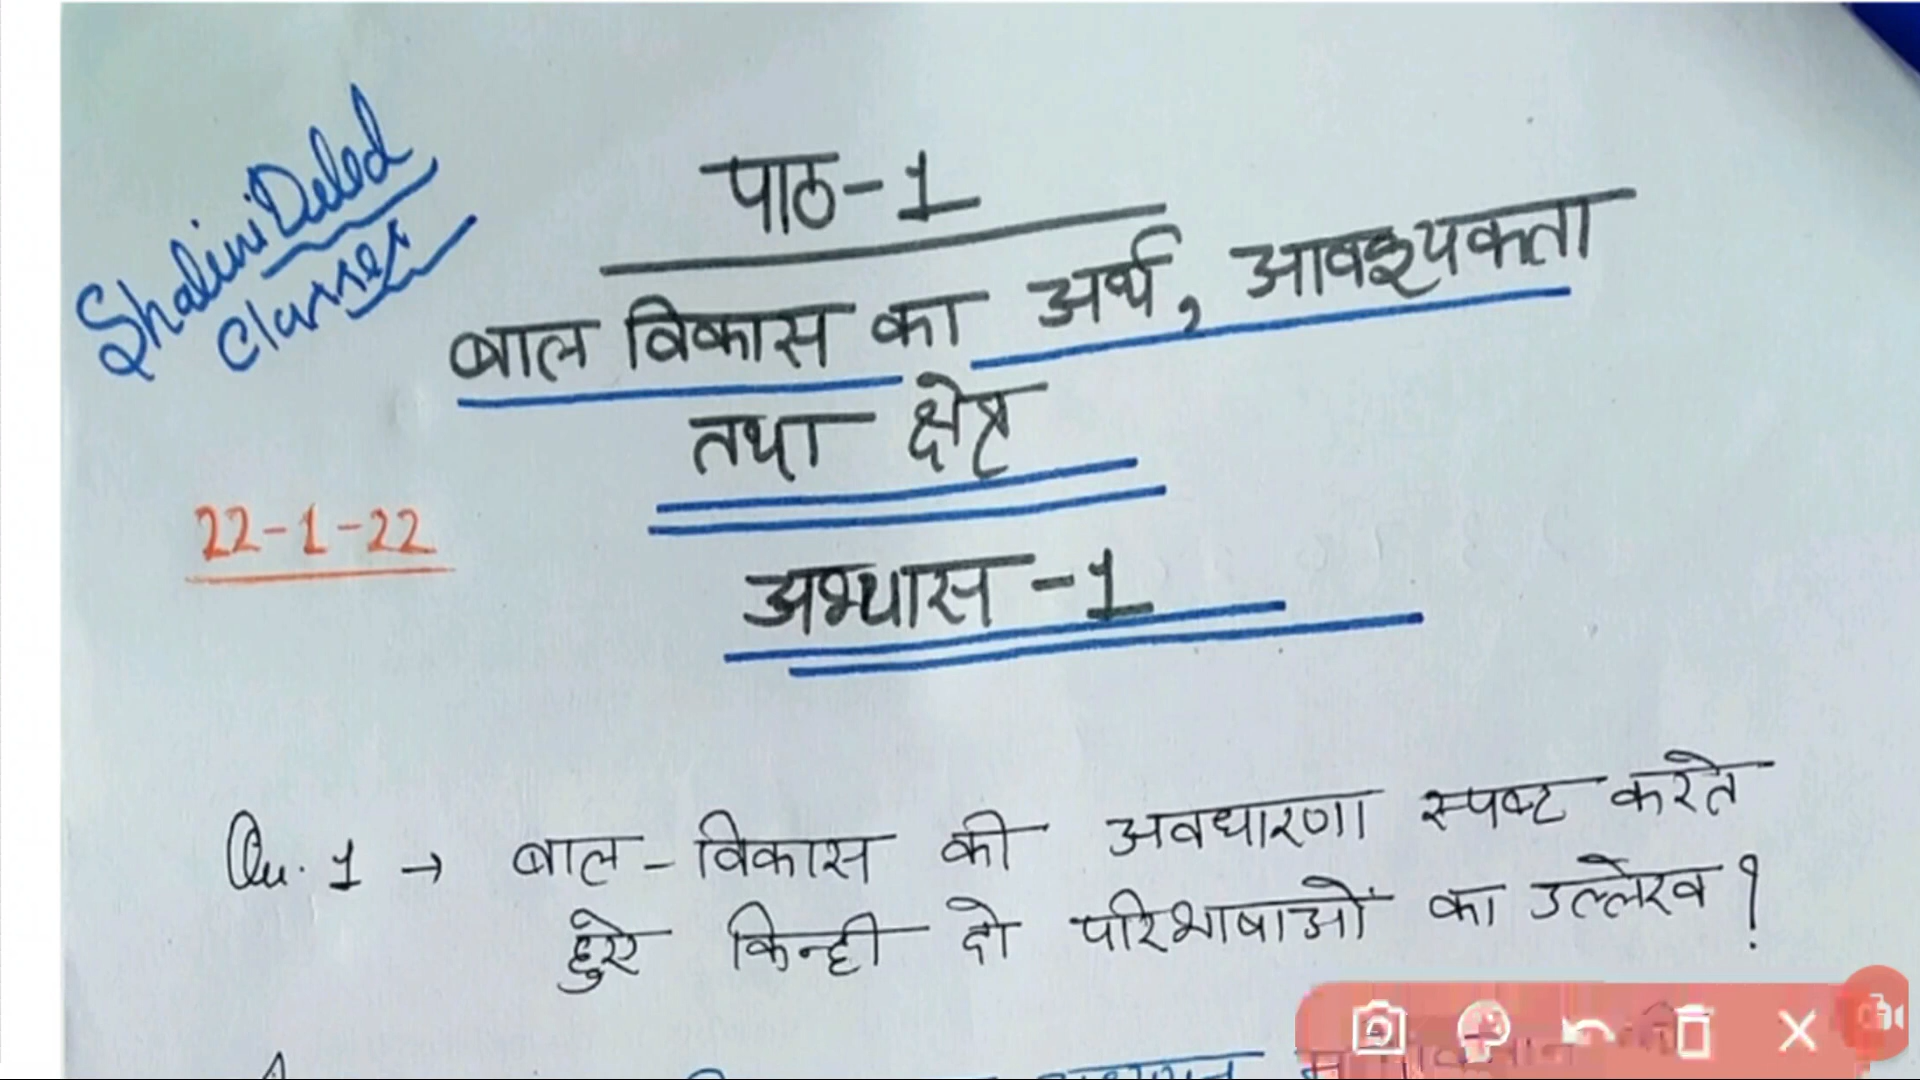 Shalini Deled
Classes
पाठ-1
बाल विकास का अर्थ, आवश्यकता
तथा क्षेत्र
22-1-22
अभ्यास-1
Qu. 1 → बाल-विकास की अवधारणा स्पष्ट करते
हुऐ किन्ही दो परिभाषाओं का उल्लेख ?